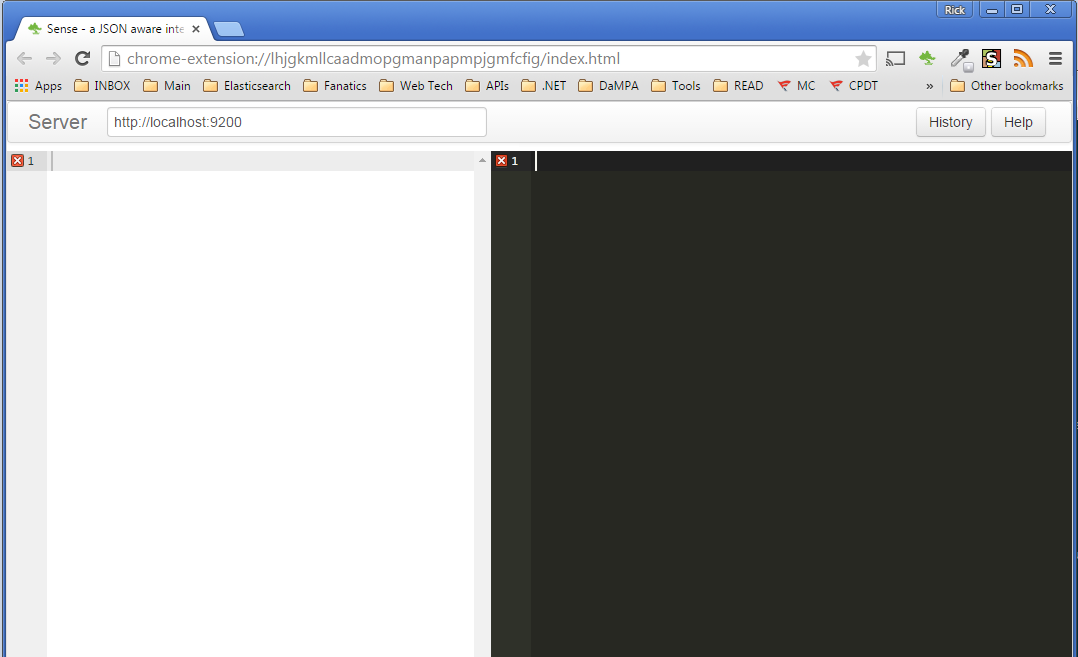 Rick
Sense - a JSON aware inte
chrome-extension://lhjgkmllcaadmopgmanpapmpjgmfcfig/index.html
Apps INBOX Main Elasticsearch Fanatics Web Tech APIs .NET DaMPA Tools READ MC CPDT » Other bookmarks
Server http://localhost:9200 History Help
1 1